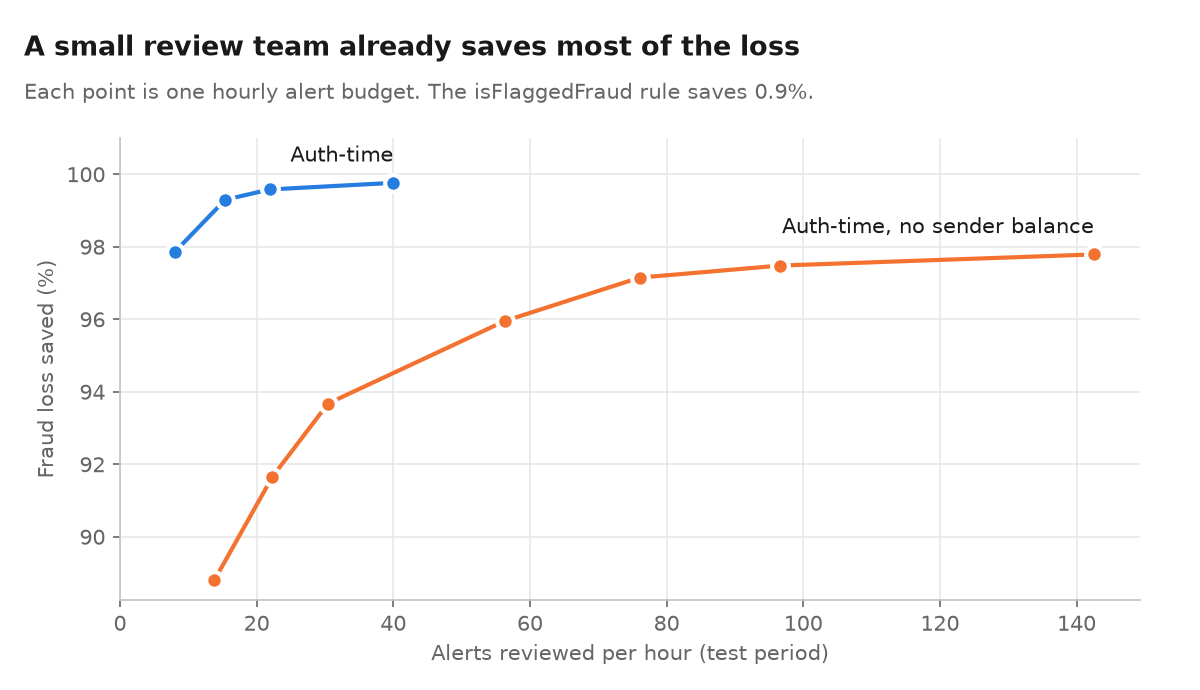 A small review team already saves most of the loss
Each point is one hourly alert budget. The isFlaggedFraud rule saves 0.9%.
Auth-time
Auth-time, no sender balance
Fraud loss saved (%)
100
98
96
94
92
90
0 20 40 60 80 100 120 140
Alerts reviewed per hour (test period)